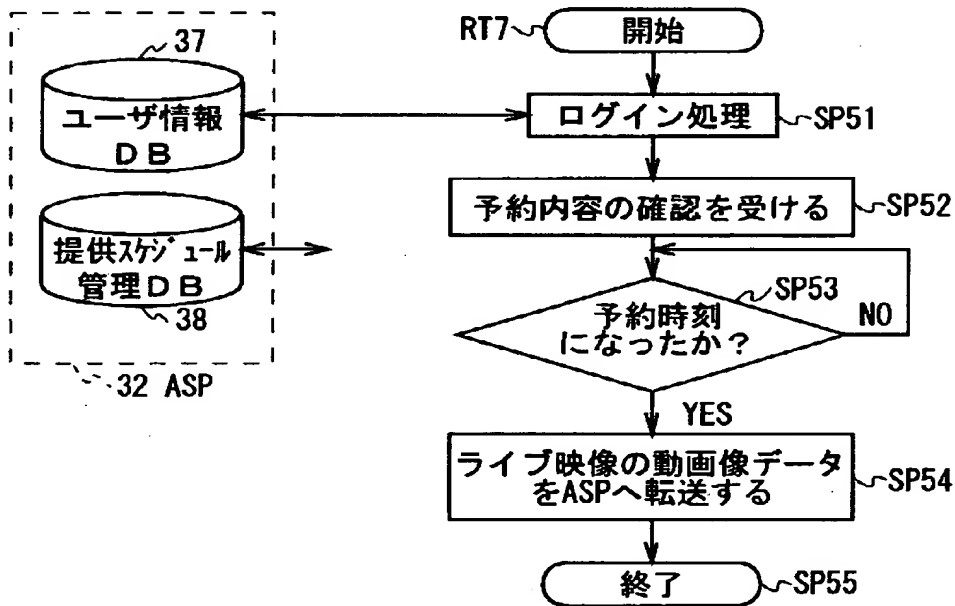 37
ユーザ情報
DB
提供スケジュール
管理DB
38
32 ASP
RT7
開始
ログイン処理
SP51
予約内容の確認を受ける
SP52
SP53
予約時刻
になったか？
NO
YES
ライブ映像の動画像データ
をASPへ転送する
SP54
終了
SP55